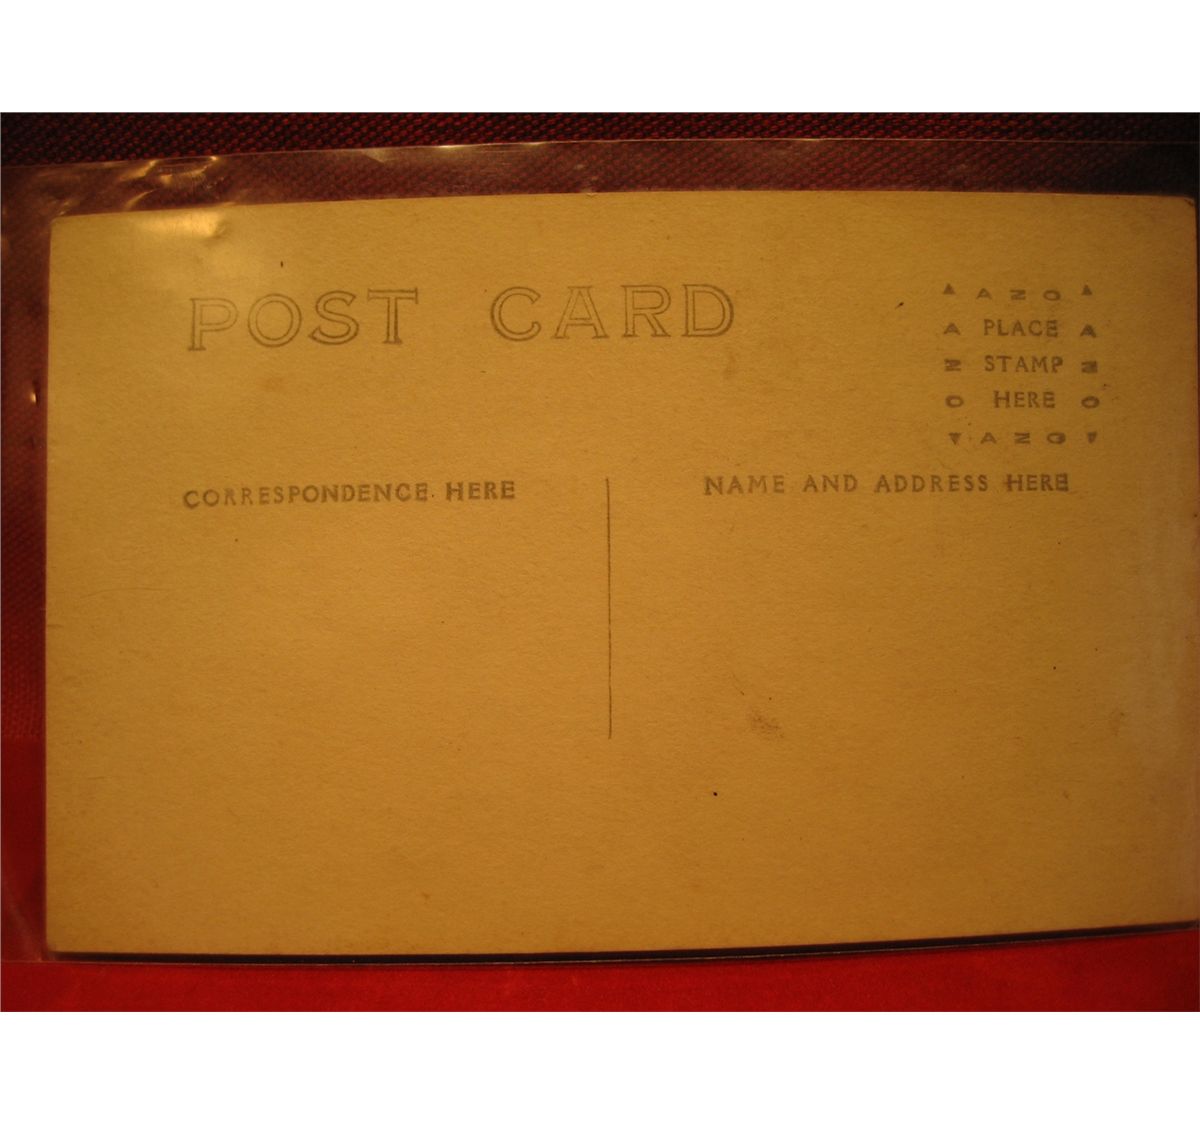 POST CARD
▲ AZO ▲
A PLACE A
Z STAMP Z
O HERE O
▼ AZO ▼
CORRESPONDENCE HERE
NAME AND ADDRESS HERE